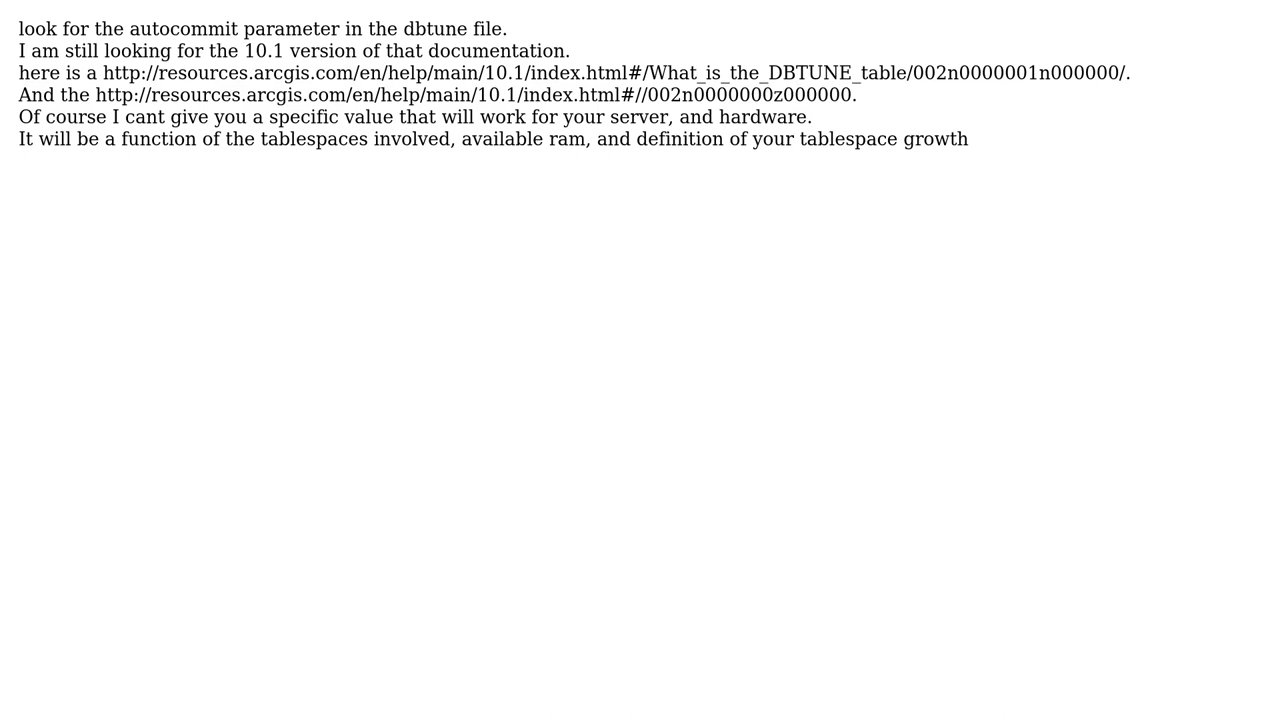 look for the autocommit parameter in the dbtune file.
I am still looking for the 10.1 version of that documentation.
here is a http://resources.arcgis.com/en/help/main/10.1/index.html#/What_is_the_DBTUNE_table/002n0000001n000000/.
And the http://resources.arcgis.com/en/help/main/10.1/index.html#//002n0000000z000000.
Of course I cant give you a specific value that will work for your server, and hardware.
It will be a function of the tablespaces involved, available ram, and definition of your tablespace growth